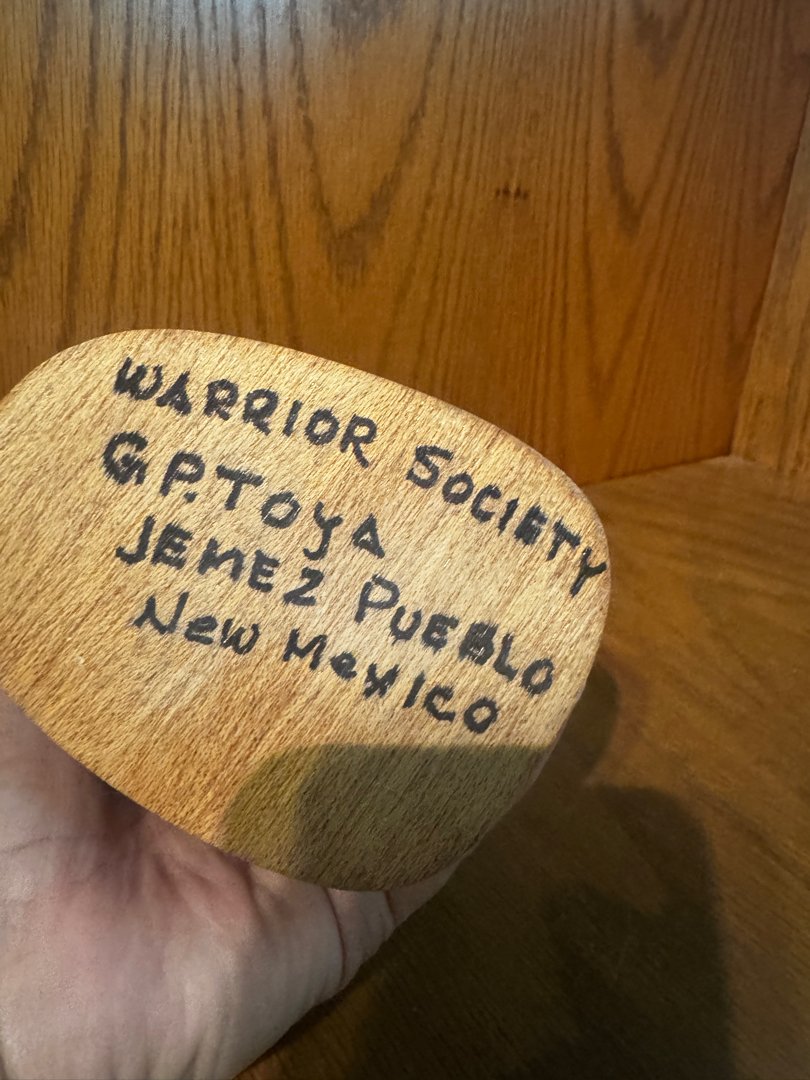 WARRIOR SOCIETY
G.P. TOYA
JEMEZ PUEBLO
New Mexico